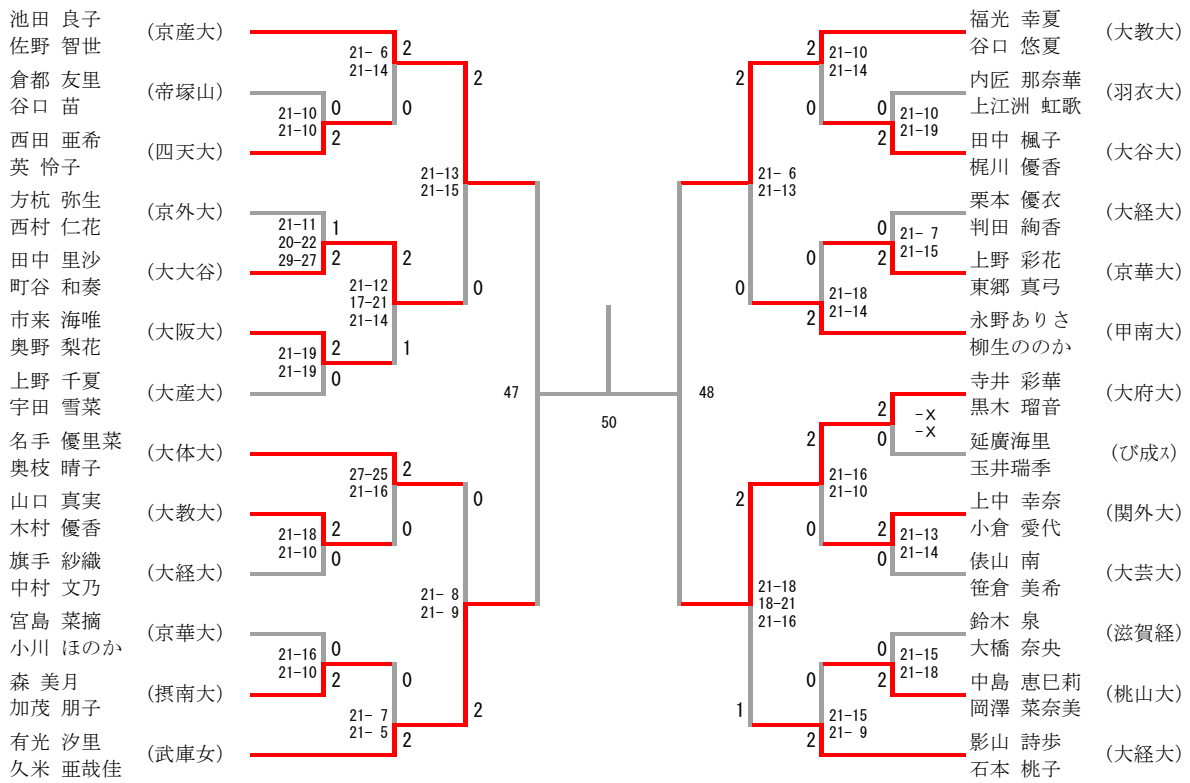 池田 良子
佐野 智世
(京産大)
倉都 友里
谷口 苗
(帝塚山)
西田 亜希
英 怜子
(四天大)
方杭 弥生
西村 仁花
(京外大)
田中 里沙
町谷 和奏
(大大谷)
市来 海唯
奥野 梨花
(大阪大)
上野 千夏
宇田 雪菜
(大産大)
名手 優里菜
奥枝 晴子
(大体大)
山口 真実
木村 優香
(大教大)
旗手 紗織
中村 文乃
(大経大)
宮島 菜摘
小川 ほのか
(京華大)
森 美月
加茂 朋子
(摂南大)
有光 汐里
久米 亜哉佳
(武庫女)
21- 6
21-14
2
0
21-10
21-10
0
2
21-11
20-22
29-27
1
2
21-12
17-21
21-14
2
1
21-19
21-19
2
0
21-13
21-15
2
0
27-25
21-16
2
0
21-18
21-10
2
0
21-16
21-10
0
2
21- 7
21- 5
0
2
21- 8
21- 9
0
2
47
50
48
21- 6
21-13
2
0
21-10
21-14
2
0
21-10
21-19
0
2
21- 7
21-15
0
2
21-18
21-14
0
2
21-18
18-21
21-16
2
1
-X
-X
2
0
21-16
21-10
2
0
21-13
21-14
2
0
21-15
21-18
0
2
21-15
21- 9
0
2
福光 幸夏
谷口 悠夏
(大教大)
内匠 那奈華
上江洲 虹歌
(羽衣大)
田中 楓子
梶川 優香
(大谷大)
栗本 優衣
判田 絢香
(大経大)
上野 彩花
東郷 真弓
(京華大)
永野ありさ
柳生ののか
(甲南大)
寺井 彩華
黒木 瑠音
(大府大)
延廣海里
玉井瑞季
(び成ｽ)
上中 幸奈
小倉 愛代
(関外大)
俵山 南
笹倉 美希
(大芸大)
鈴木 泉
大橋 奈央
(滋賀経)
中島 恵巳莉
岡澤 菜奈美
(桃山大)
影山 詩歩
石本 桃子
(大経大)